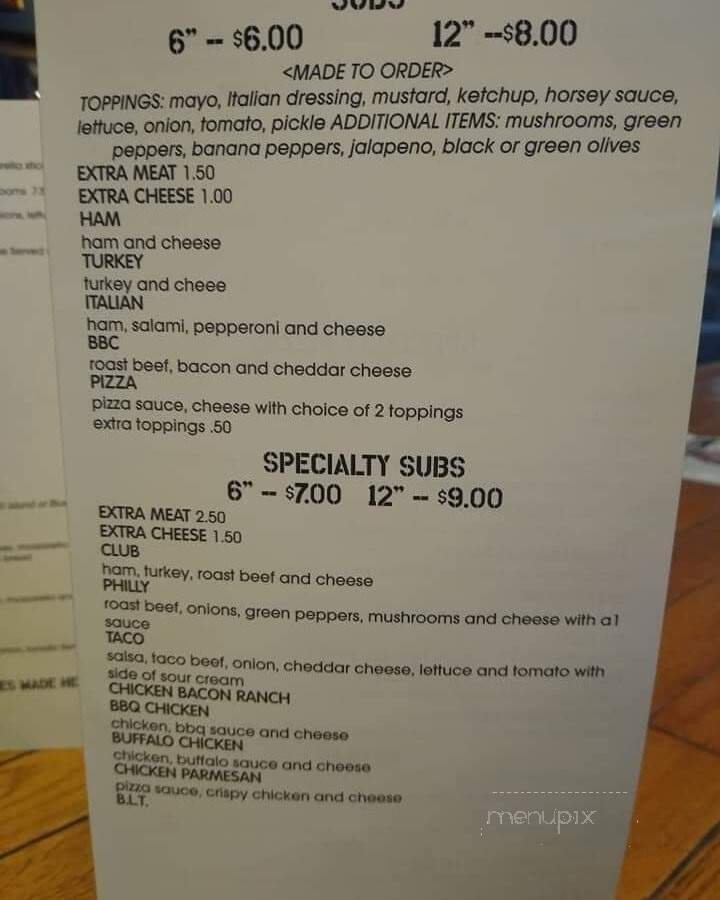 SUBS
6" -- $6.00 12" --$8.00
<MADE TO ORDER>
TOPPINGS: mayo, Italian dressing, mustard, ketchup, horsey sauce,
lettuce, onion, tomato, pickle ADDITIONAL ITEMS: mushrooms, green
peppers, banana peppers, jalapeno, black or green olives
EXTRA MEAT 1.50
EXTRA CHEESE 1.00
HAM
ham and cheese
TURKEY
turkey and cheee
ITALIAN
ham, salami, pepperoni and cheese
BBC
roast beef, bacon and cheddar cheese
PIZZA
pizza sauce, cheese with choice of 2 toppings
extra toppings .50
SPECIALTY SUBS
6" -- $7.00 12" -- $9.00
EXTRA MEAT 2.50
EXTRA CHEESE 1.50
CLUB
ham, turkey, roast beef and cheese
PHILLY
roast beef, onions, green peppers, mushrooms and cheese with a1
sauce
TACO
salsa, taco beef, onion, cheddar cheese, lettuce and tomato with
side of sour cream
CHICKEN BACON RANCH
BBQ CHICKEN
chicken, bbq sauce and cheese
BUFFALO CHICKEN
chicken, buffalo sauce and cheese
CHICKEN PARMESAN
pizza sauce, crispy chicken and cheese
B.L.T.
menupix